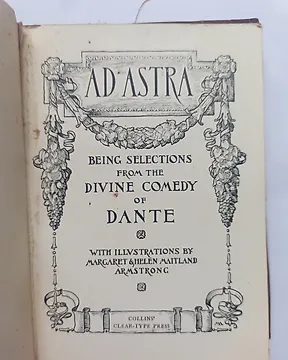 AD ASTRA
BEING SELECTIONS
FROM THE
DIVINE COMEDY
OF
DANTE
WITH ILLVSTRATIONS BY
MARGARET & HELEN MAITLAND
ARMSTRONG
COLLINS'
CLEAR-TYPE PRESS